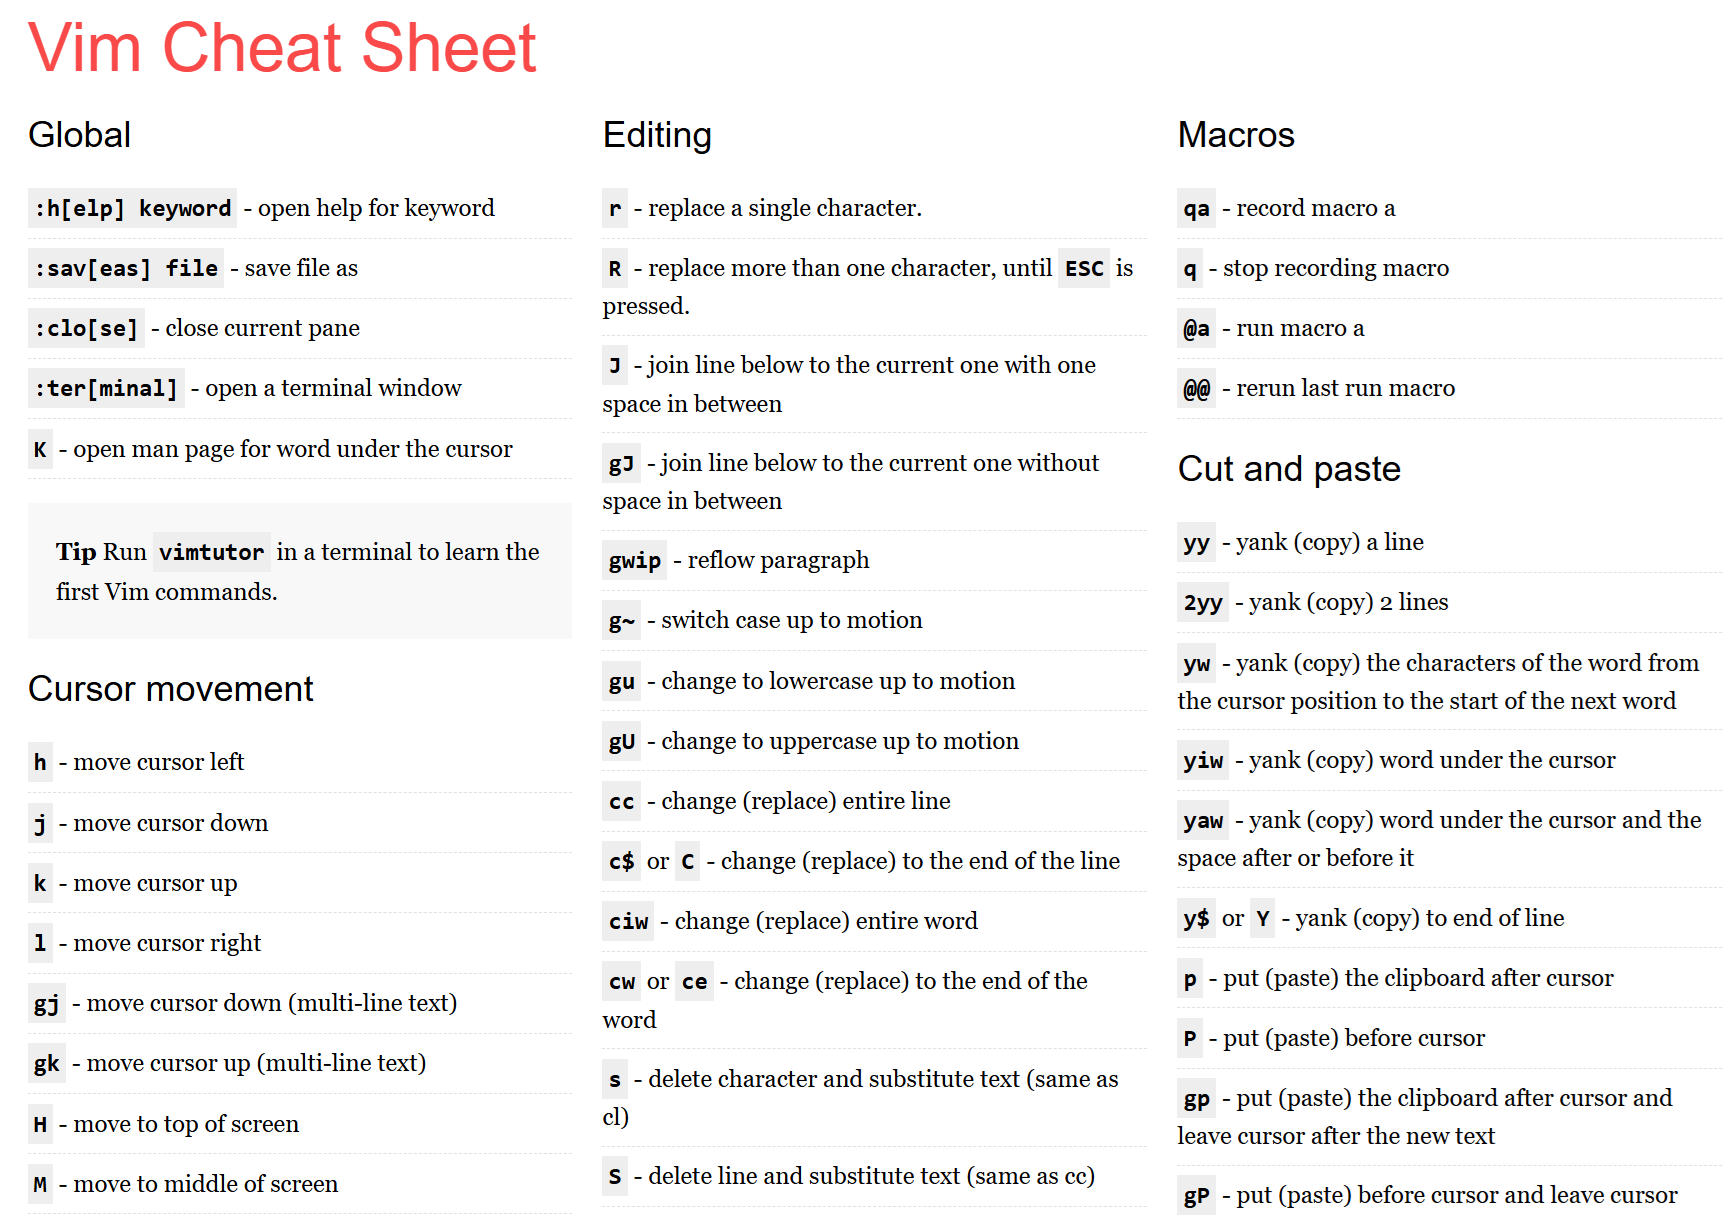 Vim Cheat Sheet
Global
:h[elp] keyword - open help for keyword
:sav[eas] file - save file as
:clo[se] - close current pane
:ter[minal] - open a terminal window
K - open man page for word under the cursor
Tip Run vimtutor in a terminal to learn the
first Vim commands.
Cursor movement
h - move cursor left
j - move cursor down
k - move cursor up
l - move cursor right
gj - move cursor down (multi-line text)
gk - move cursor up (multi-line text)
H - move to top of screen
M - move to middle of screen
Editing
r - replace a single character.
R - replace more than one character, until ESC is
pressed.
J - join line below to the current one with one
space in between
gJ - join line below to the current one without
space in between
gwip - reflow paragraph
g~ - switch case up to motion
gu - change to lowercase up to motion
gU - change to uppercase up to motion
cc - change (replace) entire line
c$ or C - change (replace) to the end of the line
ciw - change (replace) entire word
cw or ce - change (replace) to the end of the
word
s - delete character and substitute text (same as
cl)
S - delete line and substitute text (same as cc)
Macros
qa - record macro a
q - stop recording macro
@a - run macro a
@@ - rerun last run macro
Cut and paste
yy - yank (copy) a line
2yy - yank (copy) 2 lines
yw - yank (copy) the characters of the word from
the cursor position to the start of the next word
yiw - yank (copy) word under the cursor
yaw - yank (copy) word under the cursor and the
space after or before it
y$ or Y - yank (copy) to end of line
p - put (paste) the clipboard after cursor
P - put (paste) before cursor
gp - put (paste) the clipboard after cursor and
leave cursor after the new text
gP - put (paste) before cursor and leave cursor